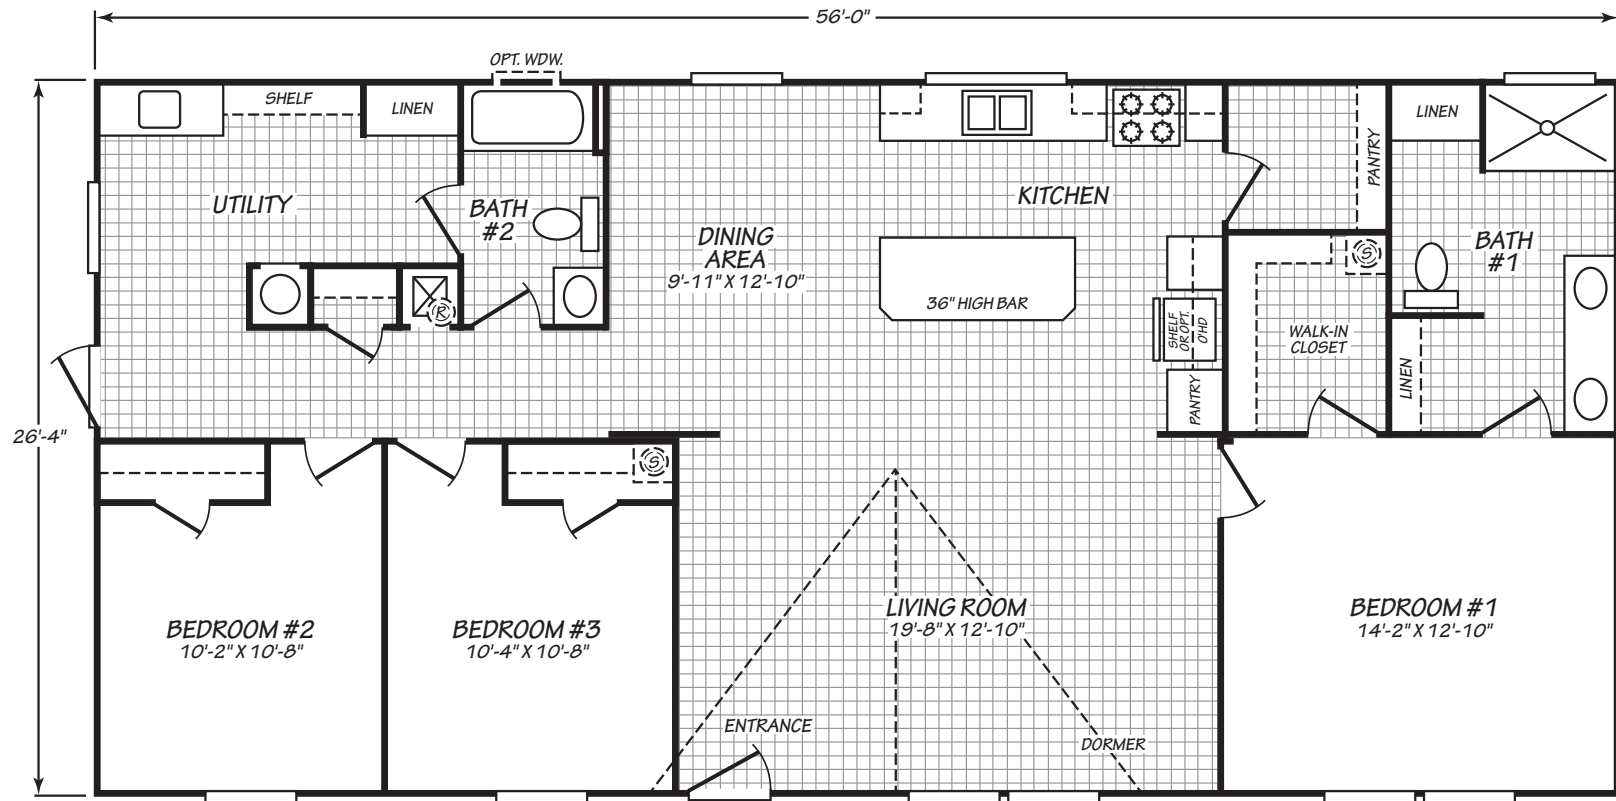 56'-0"
OPT. WDW.
SHELF
LINEN
LINEN
PANTRY
UTILITY
BATH
#2
KITCHEN
DINING
AREA
9'-11" X 12'-10"
BATH
#1
S
36" HIGH BAR
R
SHELF
OR OPT.
O'HD
WALK-IN
CLOSET
LINEN
PANTRY
26'-4"
S
BEDROOM #2
10'-2" X 10'-8"
BEDROOM #3
10'-4" X 10'-8"
LIVING ROOM
19'-8" X 12'-10"
BEDROOM #1
14'-2" X 12'-10"
ENTRANCE
DORMER